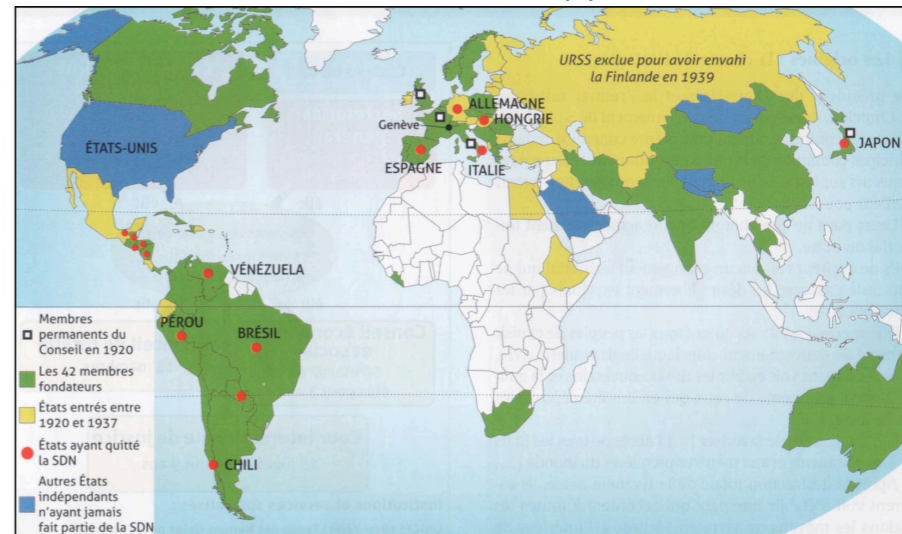 URSS exclue pour avoir envahi
la Finlande en 1939
ALLEMAGNE
HONGRIE
Genève
ÉTATS-UNIS
JAPON
ESPAGNE
ITALIE
VÉNÉZUELA
PÉROU
BRÉSIL
CHILI
Membres
permanents du
Conseil en 1920
Les 42 membres
fondateurs
États entrés entre
1920 et 1937
États ayant quitté
la SDN
Autres États
indépendants
n'ayant jamais
fait partie de la SDN